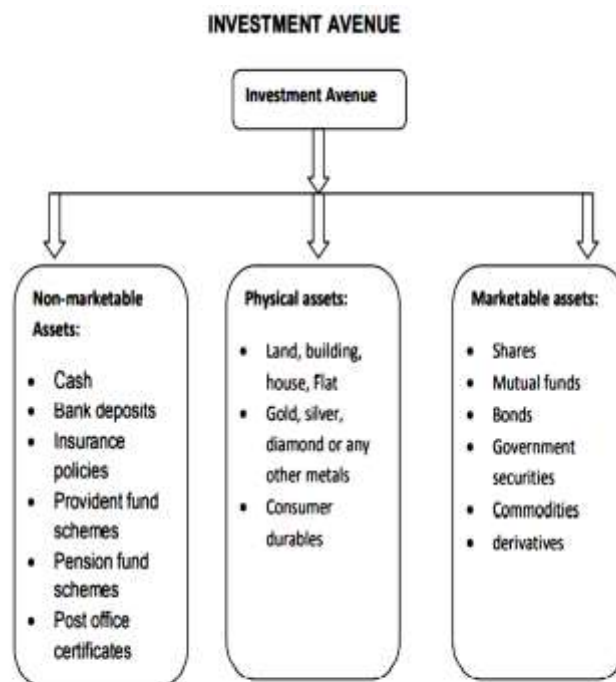 INVESTMENT AVENUE
Investment Avenue
Non-marketable
Assets:
• Cash
• Bank deposits
• Insurance
policies
• Provident fund
schemes
• Pension fund
schemes
• Post office
certificates
Physical assets:
• Land, building,
house, Flat
• Gold, silver,
diamond or any
other metals
• Consumer
durables
Marketable assets:
• Shares
• Mutual funds
• Bonds
• Government
securities
• Commodities
• derivatives